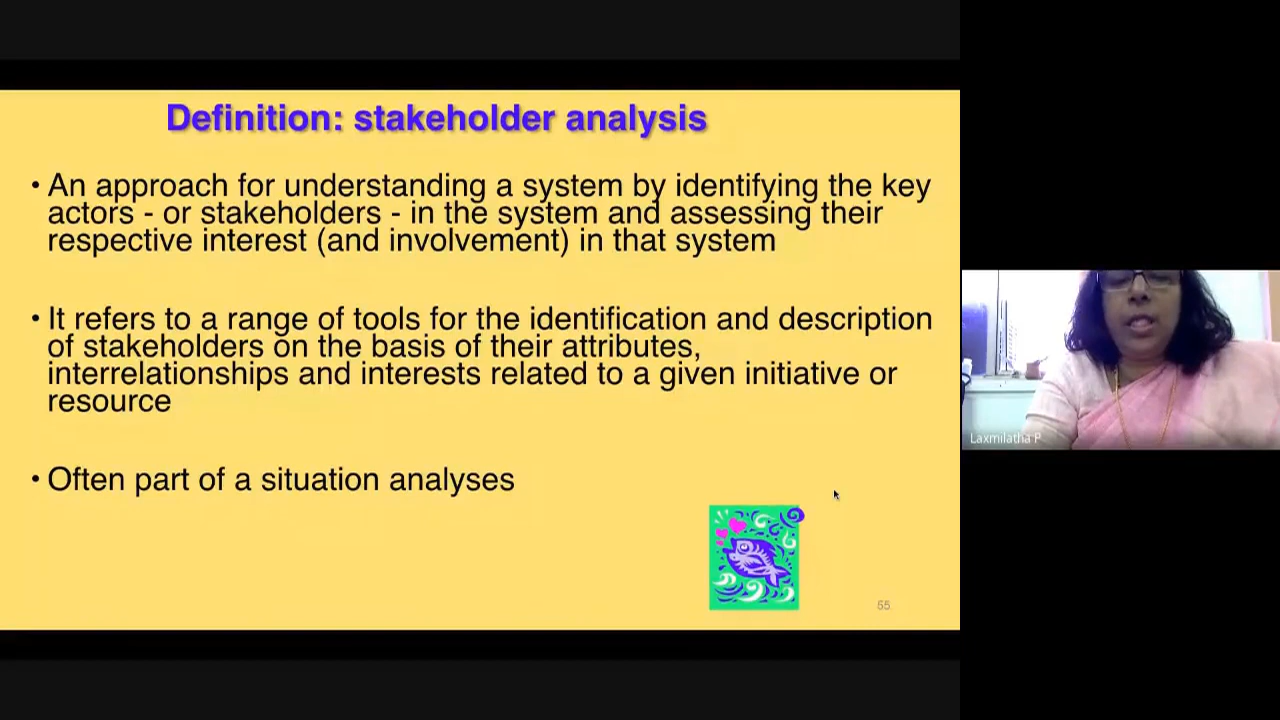 Definition: stakeholder analysis
• An approach for understanding a system by identifying the key
actors - or stakeholders - in the system and assessing their
respective interest (and involvement) in that system
• It refers to a range of tools for the identification and description
of stakeholders on the basis of their attributes,
interrelationships and interests related to a given initiative or
resource
• Often part of a situation analyses
55
Laxmilatha P